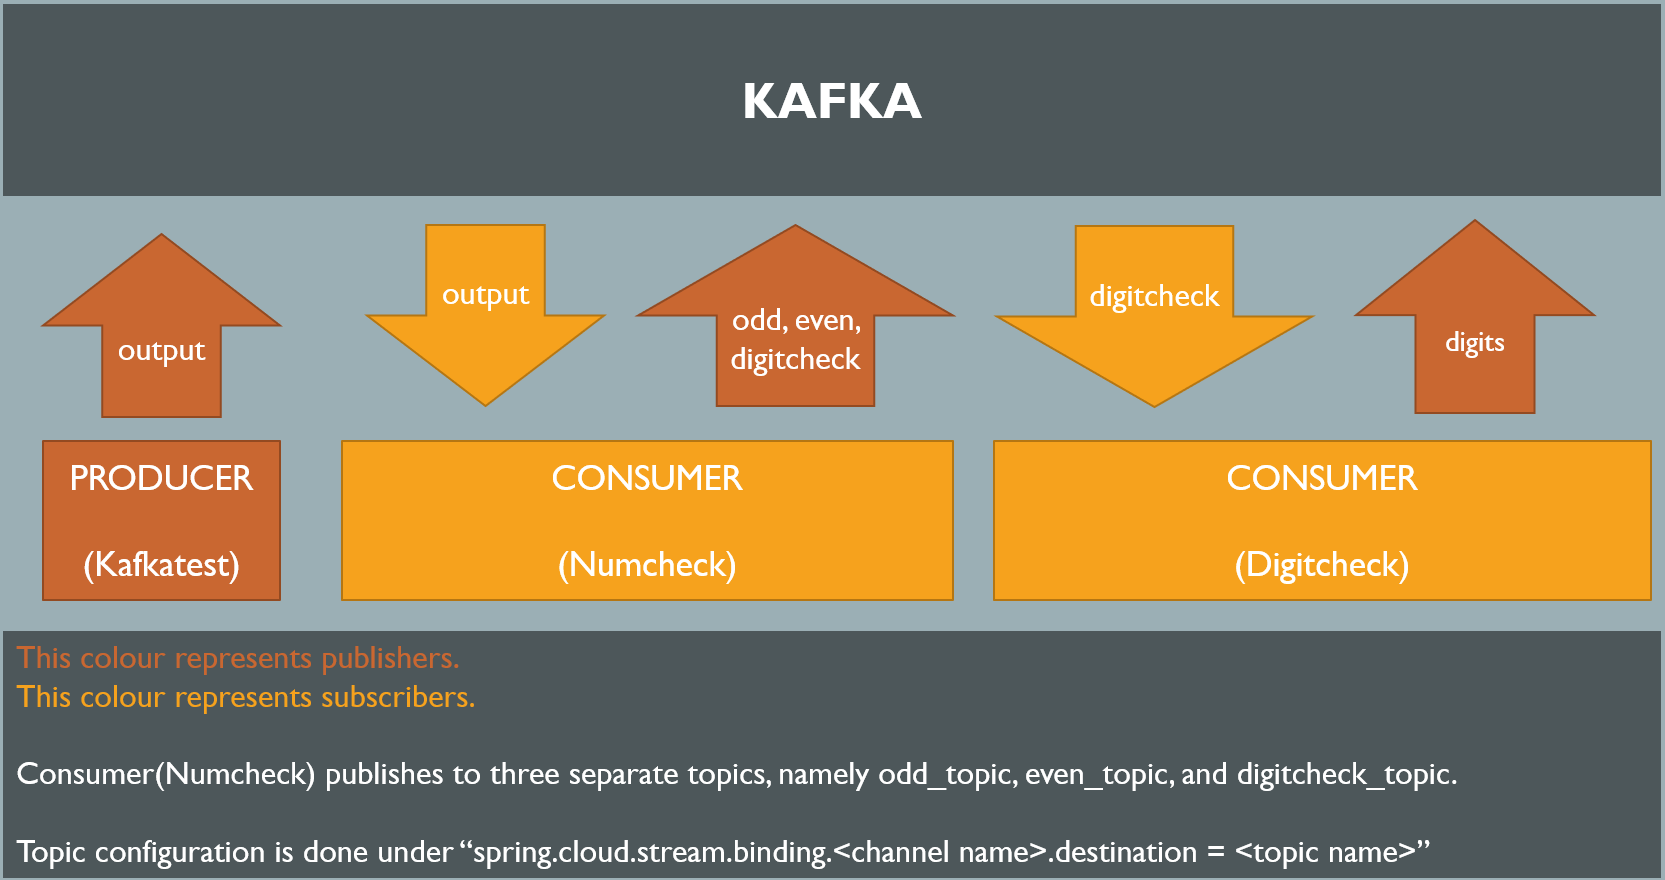 KAFKA
output
output
odd, even,
digitcheck
digitcheck
digits
PRODUCER
(Kafkatest)
CONSUMER
(Numcheck)
CONSUMER
(Digitcheck)
This colour represents publishers.
This colour represents subscribers.
Consumer(Numcheck) publishes to three separate topics, namely odd_topic, even_topic, and digitcheck_topic.
Topic configuration is done under “spring.cloud.stream.binding.<channel name>.destination = <topic name>”